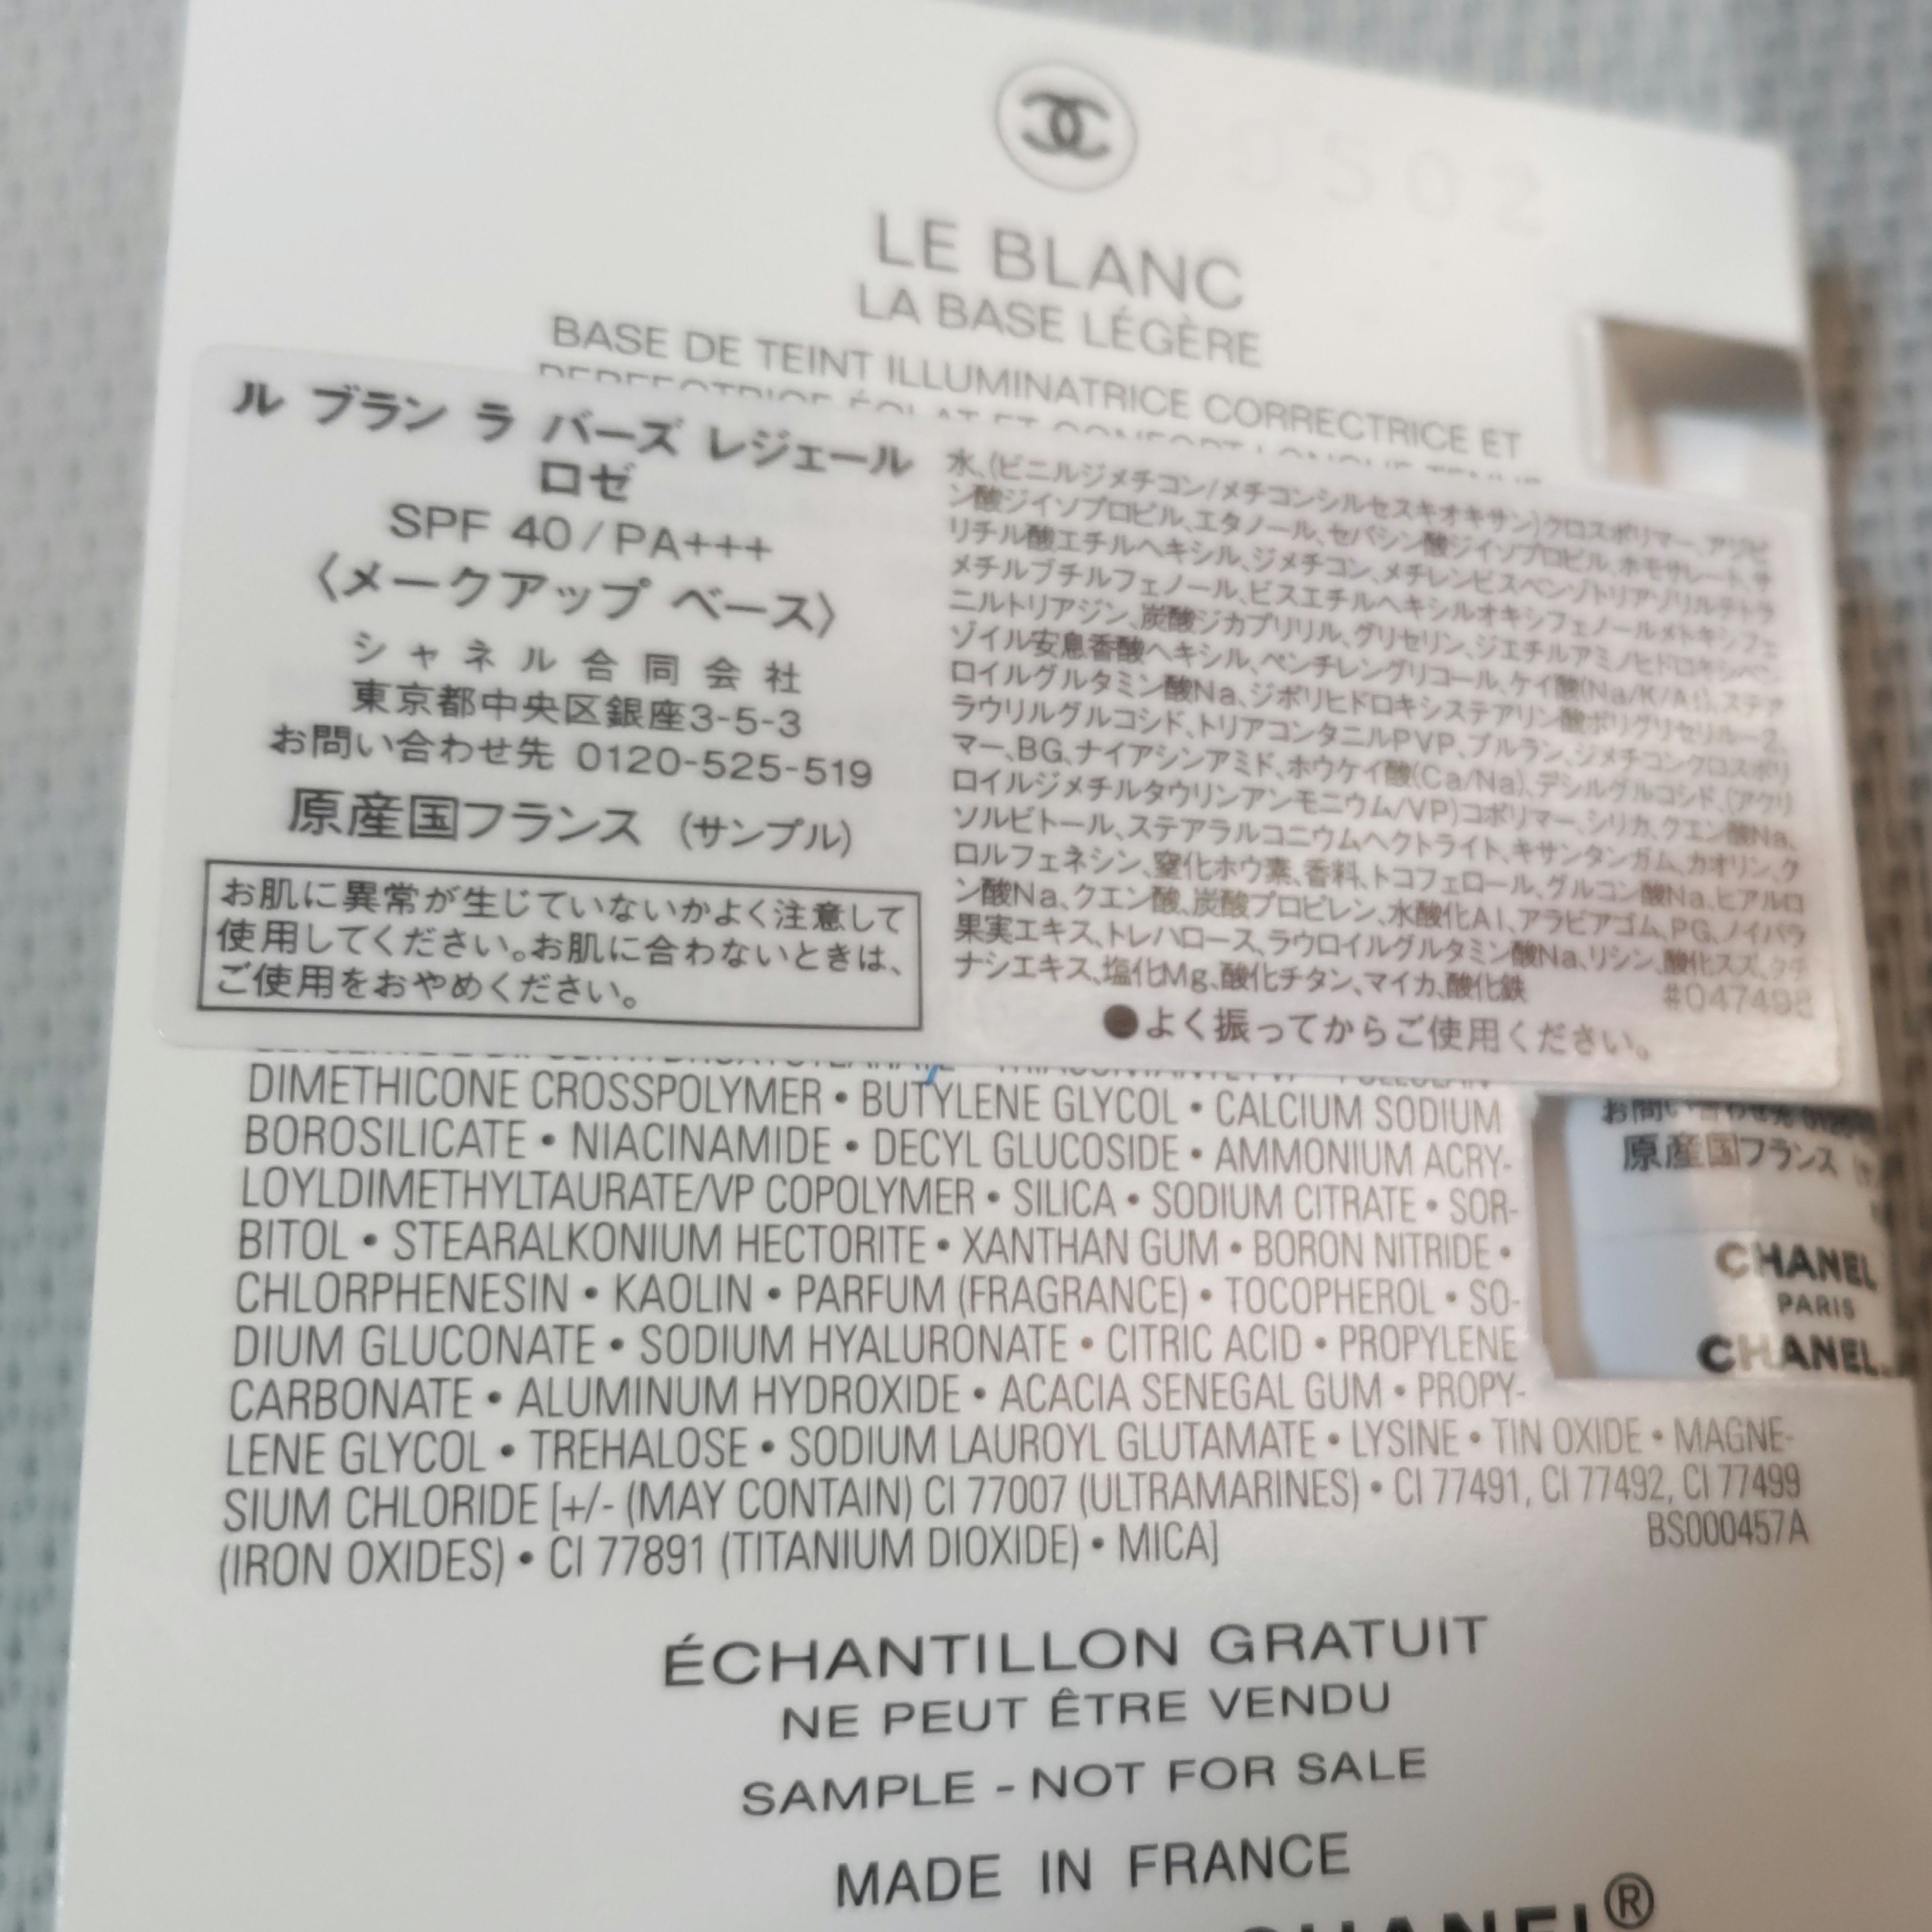 0502
LE BLANC
LA BASE LÉGÈRE
BASE DE TEINT ILLUMINATRICE CORRECTRICE ET
ル ブラン ラ バーズ レジェール
ロゼ
SPF 40/PA+++
〈メークアップ ベース〉
シャネル合同会社
東京都中央区銀座3-5-3
お問い合わせ先 0120-525-519
原産国フランス (サンプル)
お肌に異常が生じていないかよく注意して
使用してください。お肌に合わないときは、
ご使用をおやめください。
水、(ビニルジメチコン/メチコンシルセスキオキサン)クロスポリマー、アジピ
ン酸ジイソプロピル、エタノール、セバシン酸ジイソプロピル、ホモサレート、サ
リチル酸エチルヘキシル、ジメチコン、メチレンビスベンゾトリアゾリルテトラ
メチルブチルフェノール、ビスエチルヘキシルオキシフェノールメトキシフェ
ニルトリアジン、炭酸ジカプリリル、グリセリン、ジエチルアミノヒドロキシベン
ゾイル安息香酸ヘキシル、ペンチレングリコール、ケイ酸(Na/K/Al)、ステア
ロイルグルタミン酸Na、ジポリヒドロキシステアリン酸ポリグリセリル-2、
ラウリルグルコシド、トリアコンタニルPVP、プルラン、ジメチコンクロスポリ
マー、BG、ナイアシンアミド、ホウケイ酸(Ca/Na)、デシルグルコシド、(アクリ
ロイルジメチルタウリンアンモニウム/VP)コポリマー、シリカ、クエン酸Na、
ソルビトール、ステアラルコニウムヘクトライト、キサンタンガム、カオリン、ク
ロルフェネシン、窒化ホウ素、香料、トコフェロール、グルコン酸Na、ヒアルロ
ン酸Na、クエン酸、炭酸プロピレン、水酸化Al、アラビアゴム、PG、ノイバラ
果実エキス、トレハロース、ラウロイルグルタミン酸Na、リシン、酸化スズ、クチ
ナシエキス、塩化Mg、酸化チタン、マイカ、酸化鉄
#047498
●よく振ってからご使用ください。
DIMETHICONE CROSSPOLYMER • BUTYLENE GLYCOL • CALCIUM SODIUM
BOROSILICATE • NIACINAMIDE • DECYL GLUCOSIDE • AMMONIUM ACRY-
LOYLDIMETHYLTAURATE/VP COPOLYMER • SILICA • SODIUM CITRATE • SOR-
BITOL • STEARALKONIUM HECTORITE • XANTHAN GUM • BORON NITRIDE •
CHLORPHENESIN • KAOLIN • PARFUM (FRAGRANCE) • TOCOPHEROL • SO-
DIUM GLUCONATE • SODIUM HYALURONATE • CITRIC ACID • PROPYLENE
CARBONATE • ALUMINUM HYDROXIDE • ACACIA SENEGAL GUM • PROPY-
LENE GLYCOL • TREHALOSE • SODIUM LAUROYL GLUTAMATE • LYSINE • TIN OXIDE • MAGNE-
SIUM CHLORIDE [+/- (MAY CONTAIN) CI 77007 (ULTRAMARINES) • CI 77491, CI 77492, CI 77499
(IRON OXIDES) • CI 77891 (TITANIUM DIOXIDE) • MICA]
BS000457A
お問い合わせ先
原産国フランス
CHANEL
PARIS
CHANEL
ÉCHANTILLON GRATUIT
NE PEUT ÊTRE VENDU
SAMPLE - NOT FOR SALE
MADE IN FRANCE
CHANEL®